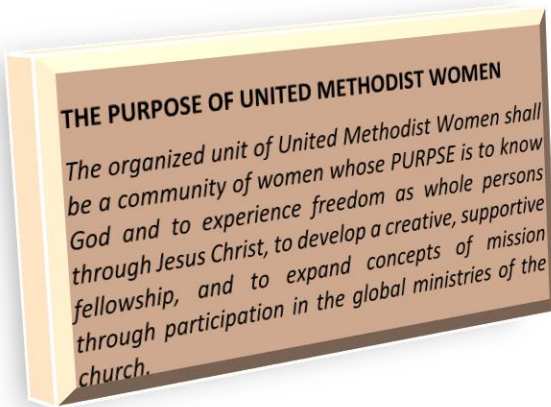 THE PURPOSE OF UNITED METHODIST WOMEN
The organized unit of United Methodist Women shall
be a community of women whose PURPSE is to know
God and to experience freedom as whole persons
through Jesus Christ, to develop a creative, supportive
fellowship, and to expand concepts of mission
through participation in the global ministries of the
church.